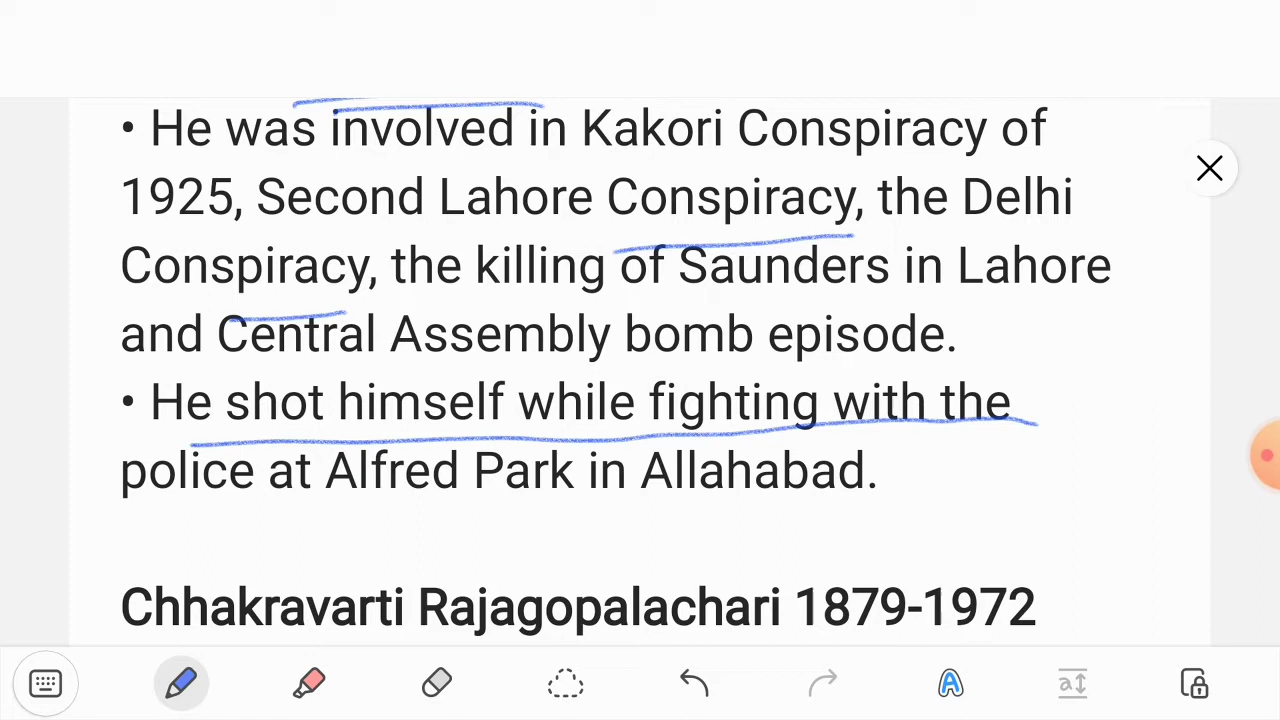 • He was involved in Kakori Conspiracy of
1925, Second Lahore Conspiracy, the Delhi
Conspiracy, the killing of Saunders in Lahore
and Central Assembly bomb episode.
• He shot himself while fighting with the
police at Alfred Park in Allahabad.
Chhakravarti Rajagopalachari 1879-1972